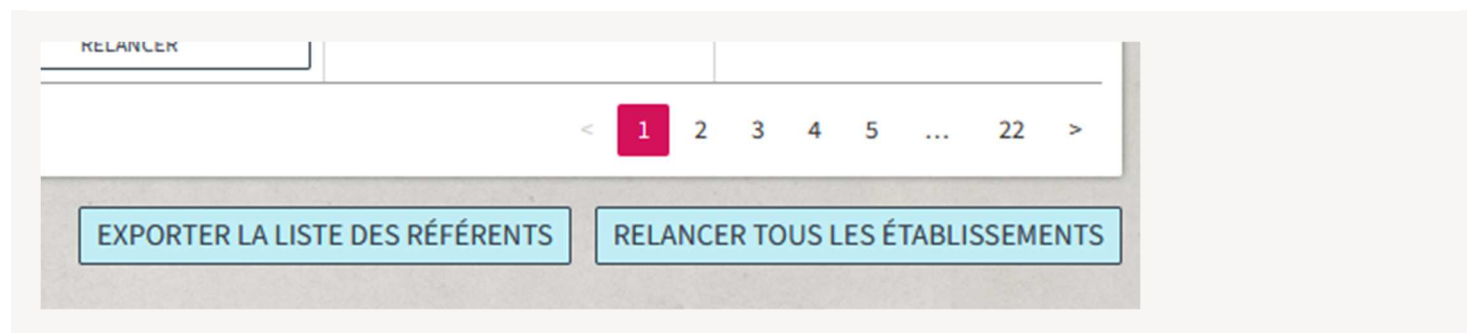 RELANCER
< 1 2 3 4 5 ... 22 >
EXPORTER LA LISTE DES RÉFÉRENTS RELANCER TOUS LES ÉTABLISSEMENTS